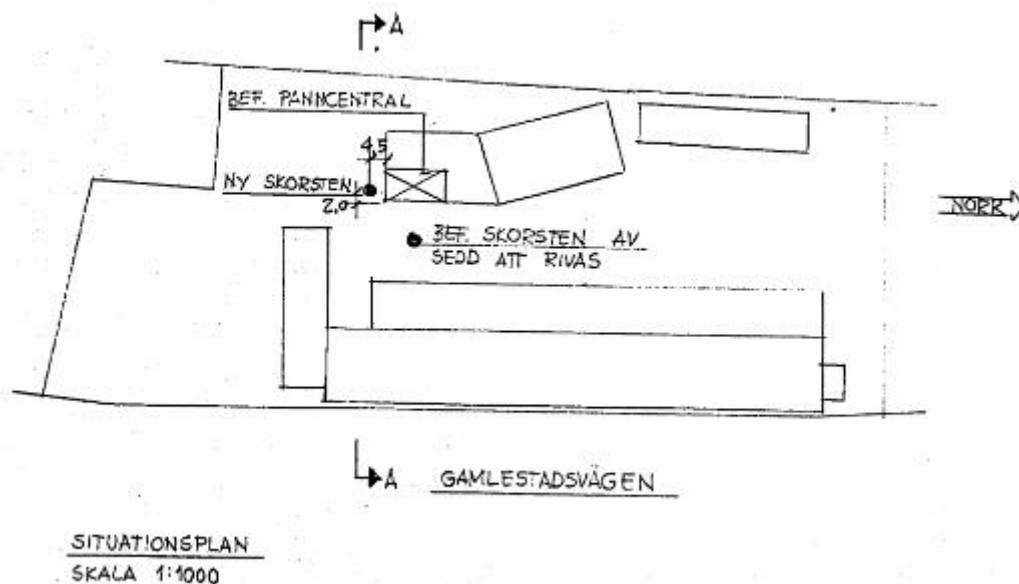 A
BEF. PANNCENTRAL
4,5
NY SKORSTEN
2,0
NORR
BEF. SKORSTEN AV
SEDD ATT RIVAS
A
GAMLESTADSVÄGEN
SITUATIONSPLAN
SKALA 1:1000